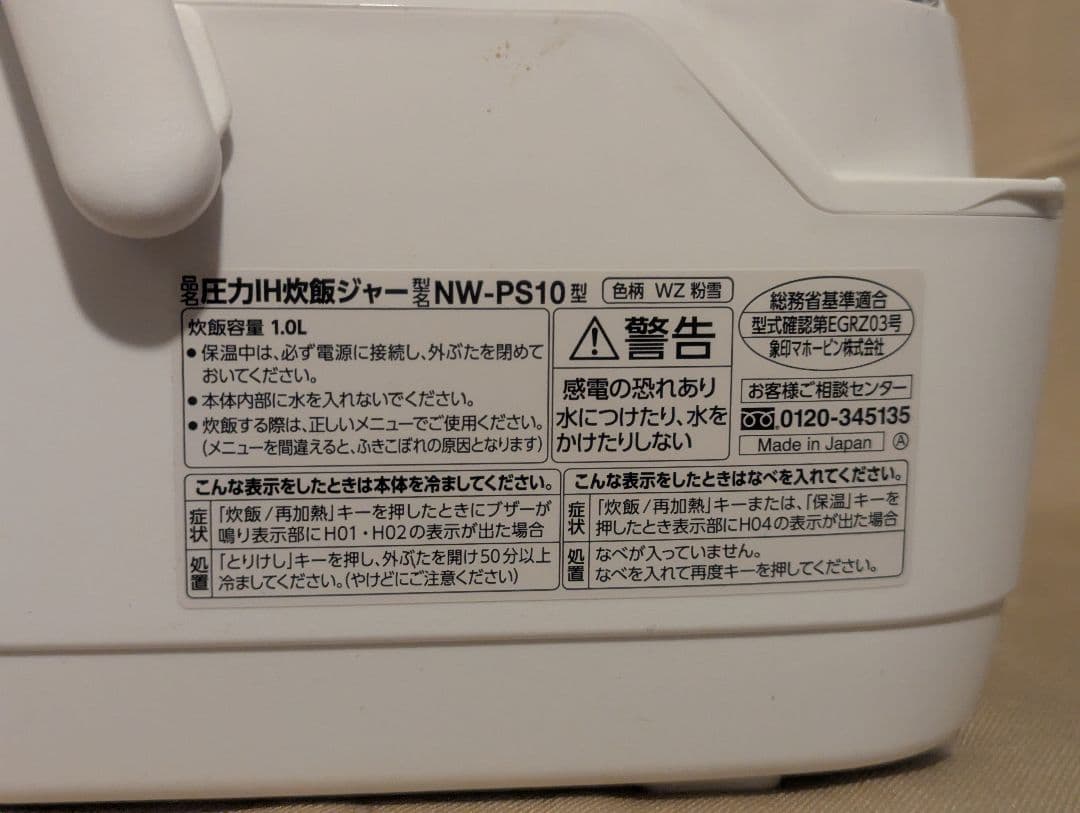 品名 圧力IH炊飯ジャー 型名 NW-PS10型 色柄 WZ 粉雪
炊飯容量 1.0L
●保温中は、必ず電源に接続し、外ぶたを閉めて
おいてください。
●本体内部に水を入れないでください。
●炊飯する際は、正しいメニューでご使用ください。
(メニューを間違えると、ふきこぼれの原因となります)
警告
感電の恐れあり
水につけたり、水を
かけたりしない
総務省基準適合
型式確認第EGRZ03号
象印マホービン株式会社
お客様ご相談センター
0120-345135
Made in Japan Ⓐ
こんな表示をしたときは本体を冷ましてください。
症状 「炊飯/再加熱」キーを押したときにブザーが
鳴り表示部にH01・H02の表示が出た場合
処置 「とりけし」キーを押し、外ぶたを開け50分以上
冷ましてください。(やけどにご注意ください)
こんな表示をしたときはなべを入れてください。
症状 「炊飯/再加熱」キーまたは、「保温」キーを
押したとき表示部にH04の表示が出た場合
処置 なべが入っていません。
なべを入れて再度キーを押してください。